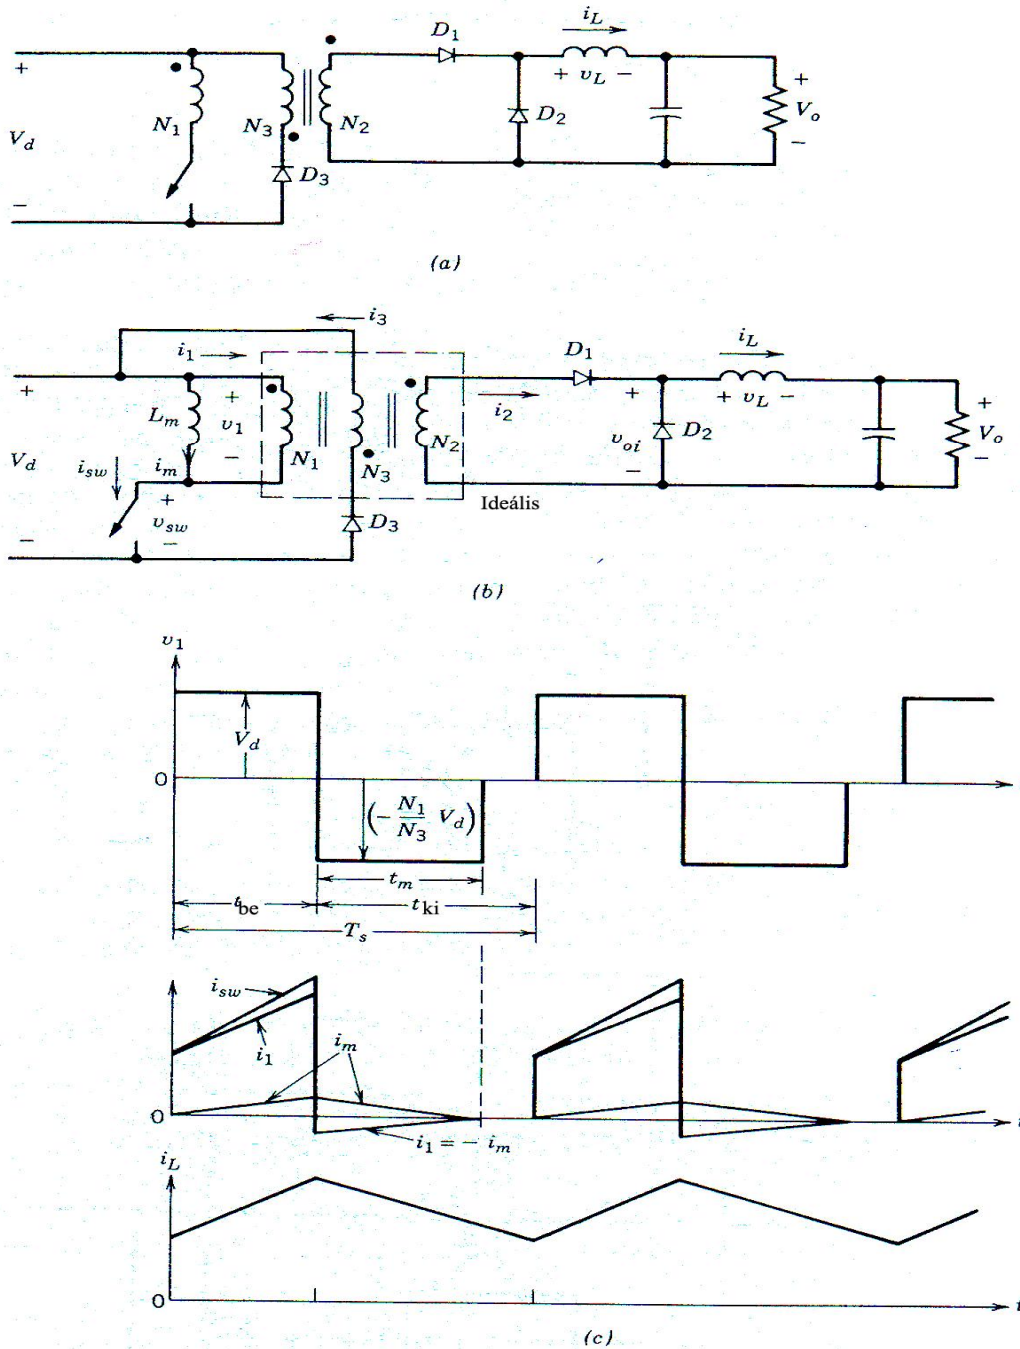 i_L
D_1
+ v_L −
+
N_1
N_3
N_2
D_2
+
V_o
−
V_d
D_3
−
(a)
i_3
i_1
i_L
D_1
+
+
L_m
v_1
−
N_1
N_3
N_2
i_2
+
v_oi
−
D_2
+ v_L −
+
V_o
−
V_d
i_sw
i_m
+
v_sw
−
D_3
Ideális
−
(b)
v_1
V_d
0
(− N_1/N_3 V_d)
t_m
t_be
t_ki
T_s
i_sw
i_1
i_m
0
i_1 = − i_m
t
i_L
0
t
(c)